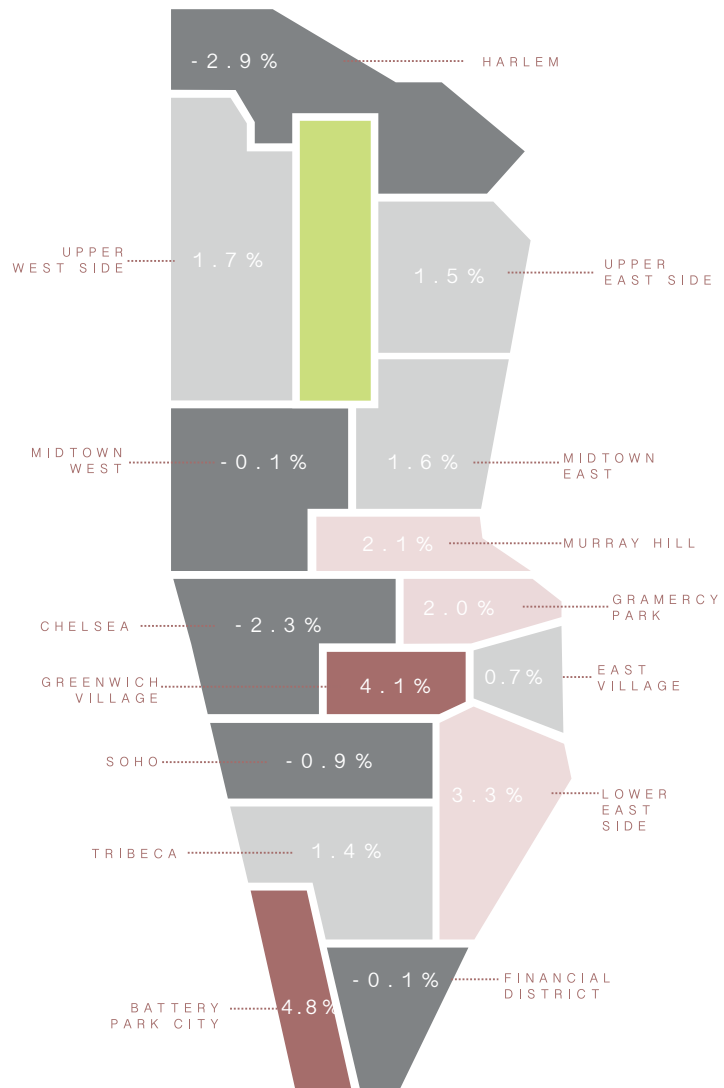 -2.9%
HARLEM
UPPER
WEST SIDE
1.7%
1.5%
UPPER
EAST SIDE
MIDTOWN
WEST
-0.1%
1.6%
MIDTOWN
EAST
2.1%
MURRAY HILL
CHELSEA
-2.3%
2.0%
GRAMERCY
PARK
GREENWICH
VILLAGE
4.1%
0.7%
EAST
VILLAGE
SOHO
-0.9%
3.3%
LOWER
EAST
SIDE
TRIBECA
1.4%
BATTERY
PARK CITY
4.8%
-0.1%
FINANCIAL
DISTRICT